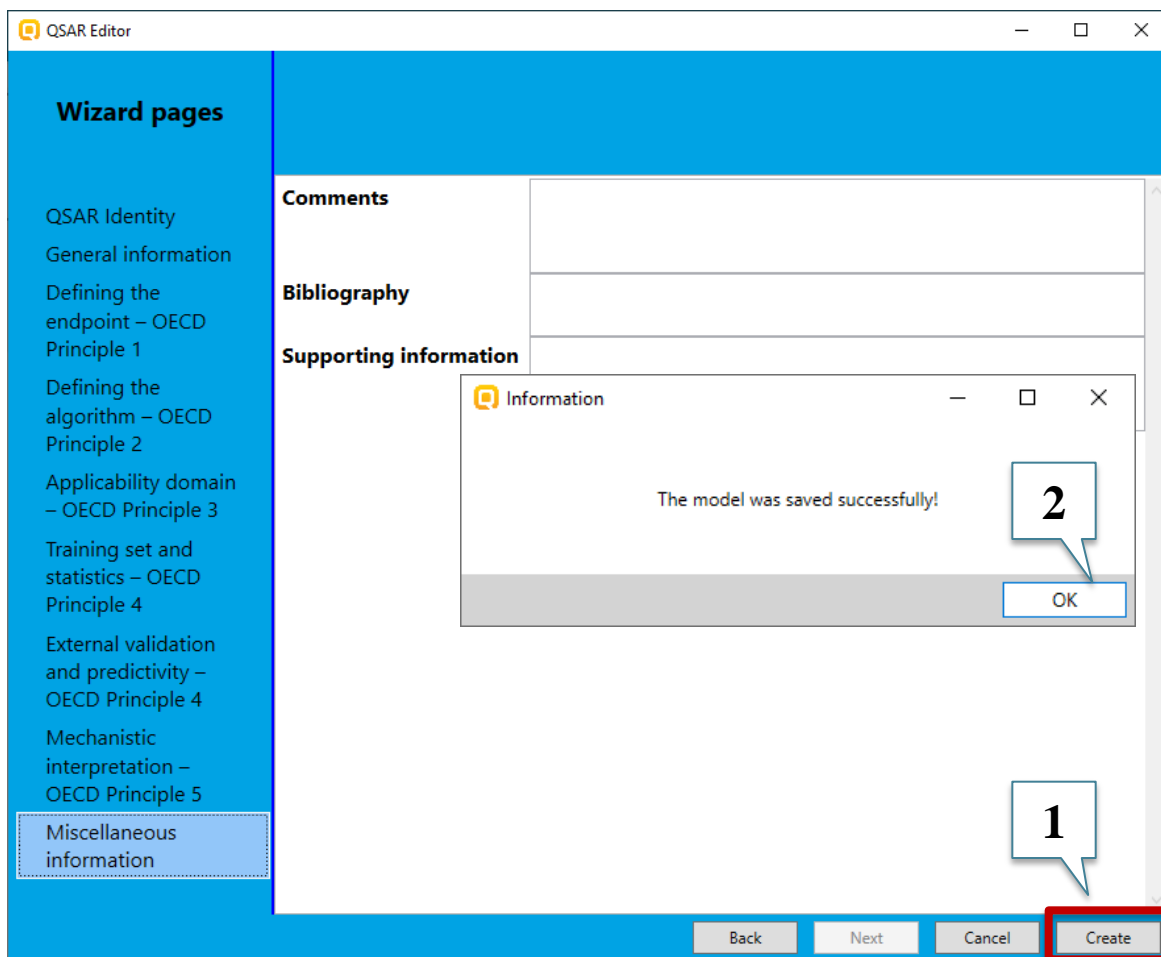 QSAR Editor
Wizard pages
QSAR Identity
General information
Defining the
endpoint – OECD
Principle 1
Defining the
algorithm – OECD
Principle 2
Applicability domain
– OECD Principle 3
Training set and
statistics – OECD
Principle 4
External validation
and predictivity –
OECD Principle 4
Mechanistic
interpretation –
OECD Principle 5
Miscellaneous
information
Comments
Bibliography
Supporting information
Information
The model was saved successfully!
2
OK
1
Back Next Cancel Create